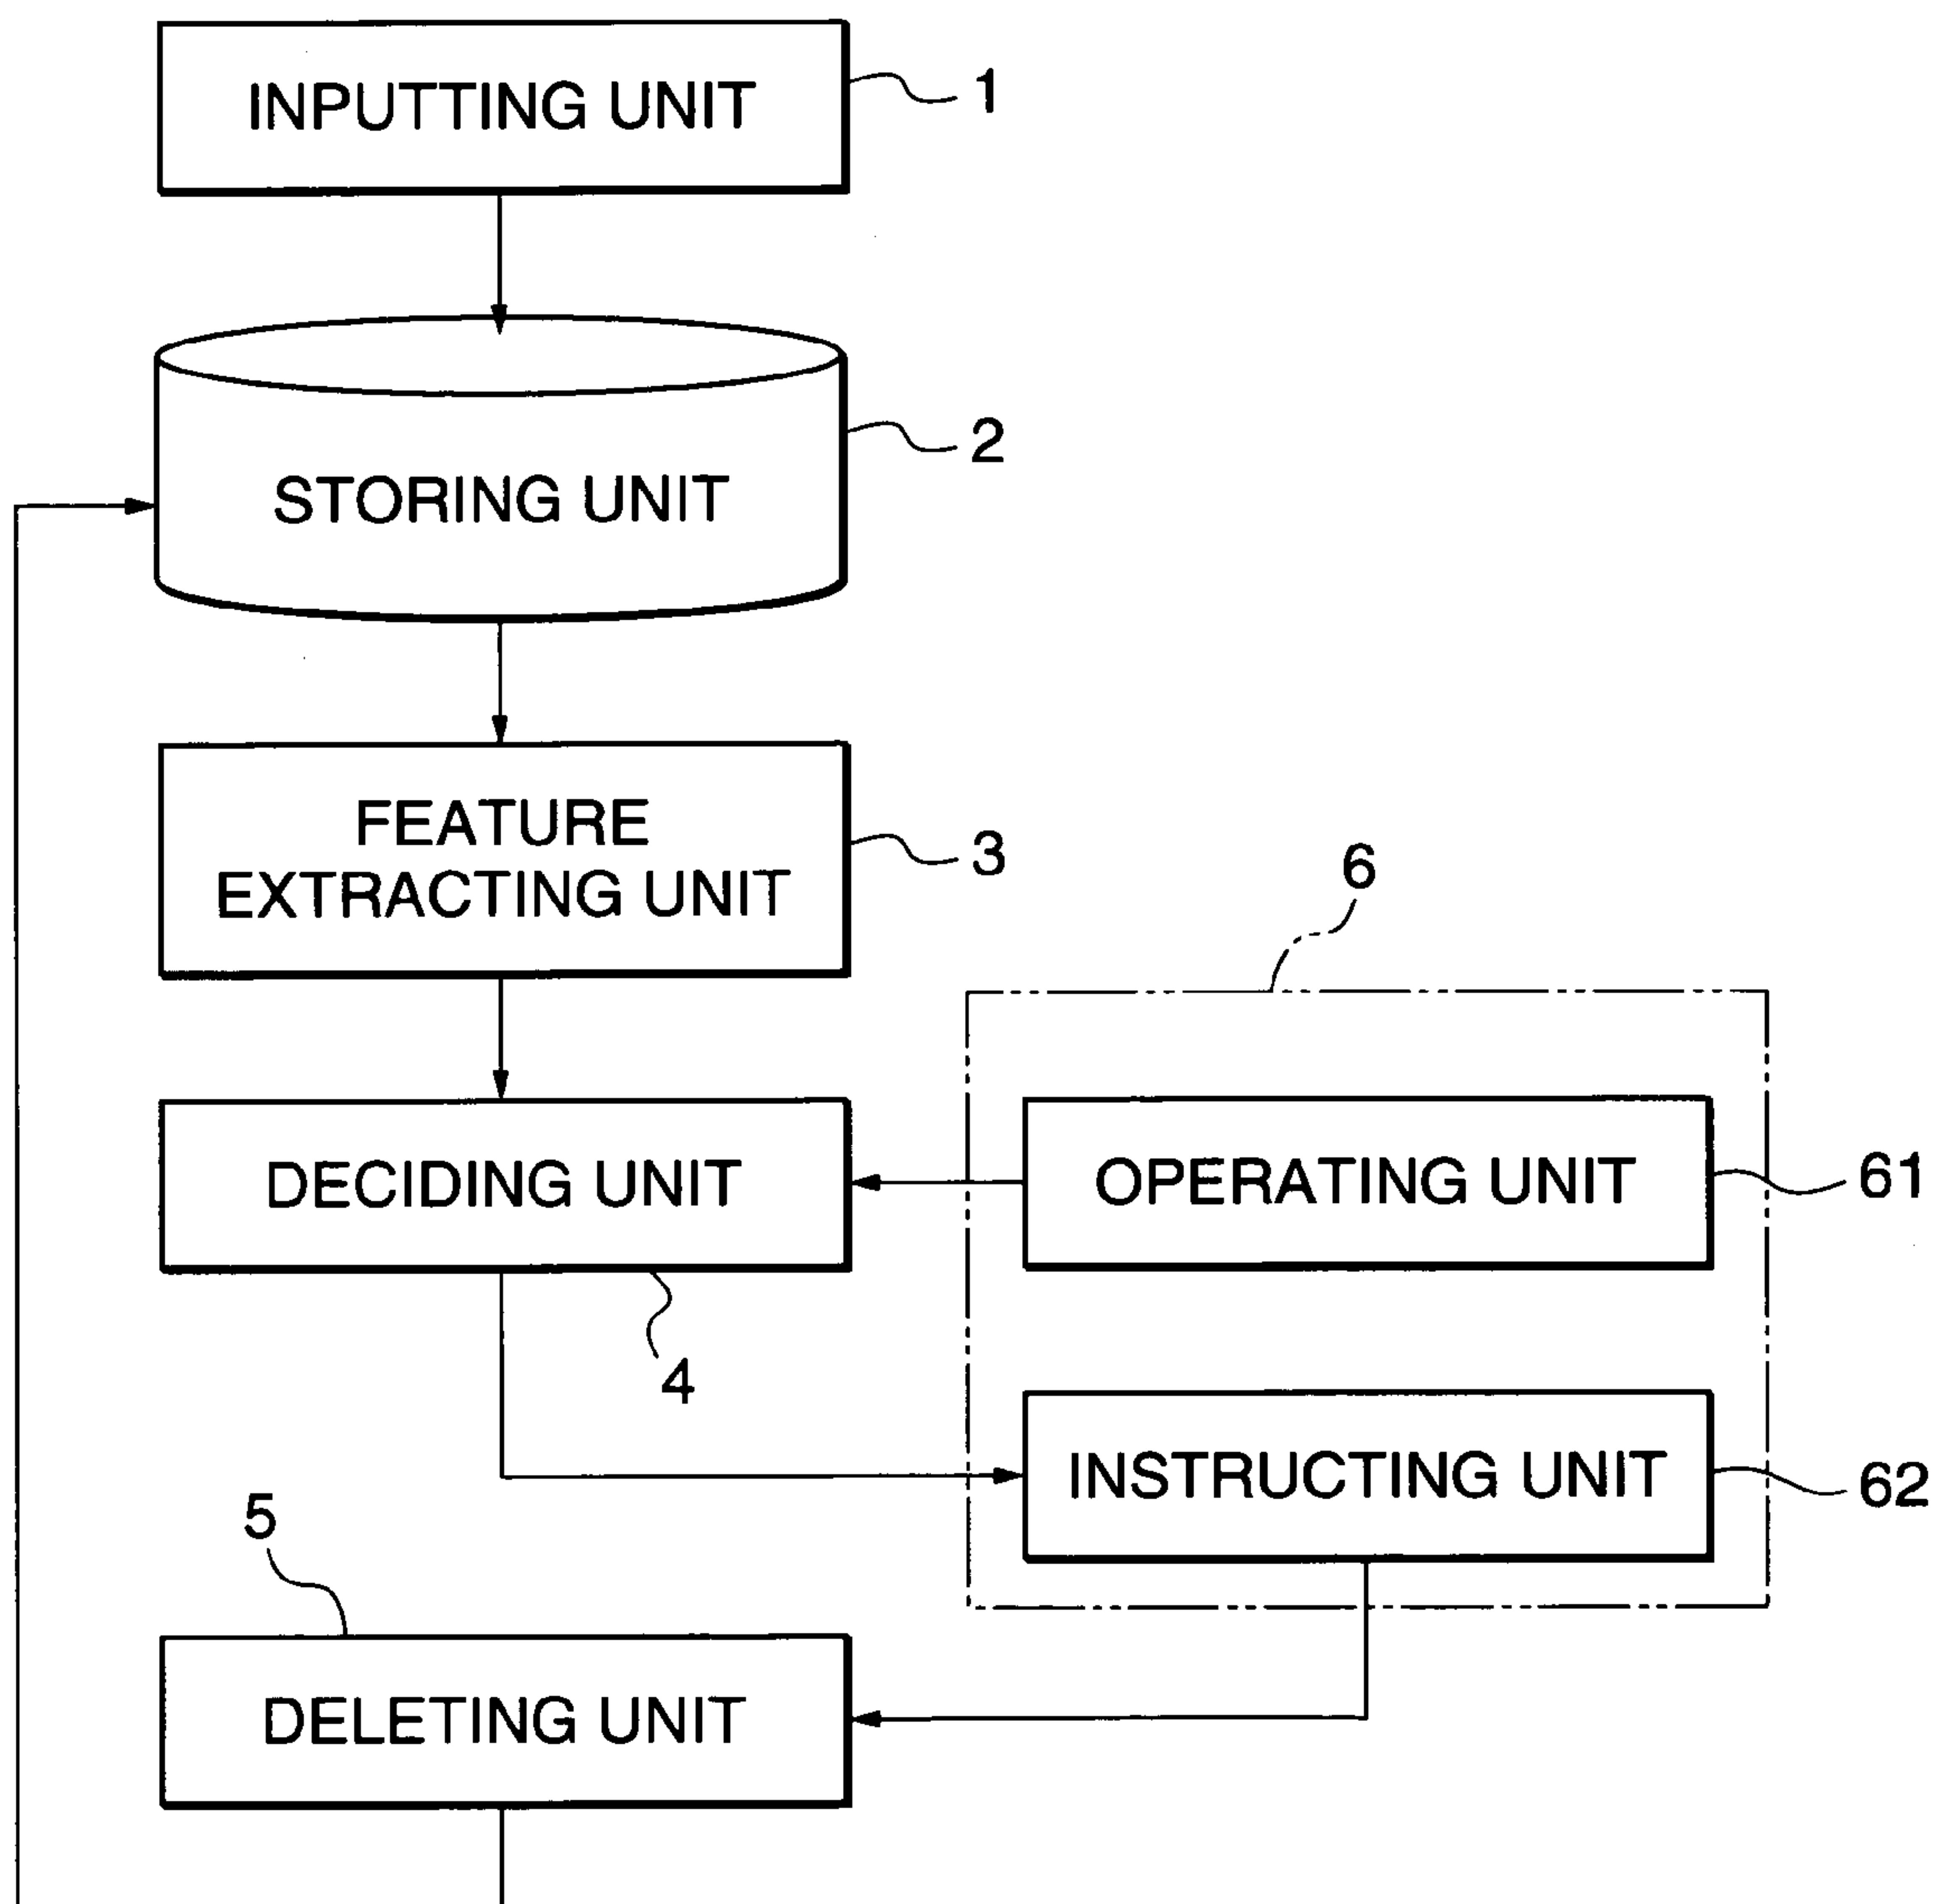 INPUTTING UNIT
1
2
STORING UNIT
FEATURE
EXTRACTING UNIT
3
6
DECIDING UNIT
OPERATING UNIT
61
4
INSTRUCTING UNIT
62
5
DELETING UNIT